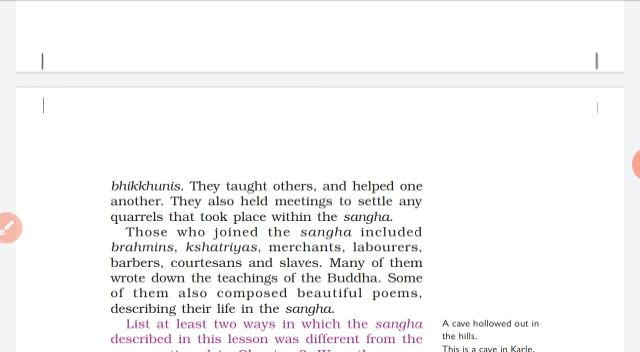 bhikkhunis. They taught others, and helped one
another. They also held meetings to settle any
quarrels that took place within the sangha.
Those who joined the sangha included
brahmins, kshatriyas, merchants, labourers,
barbers, courtesans and slaves. Many of them
wrote down the teachings of the Buddha. Some
of them also composed beautiful poems,
describing their life in the sangha.
List at least two ways in which the sangha
described in this lesson was different from the
A cave hollowed out in
the hills.
This is a cave in Karle,